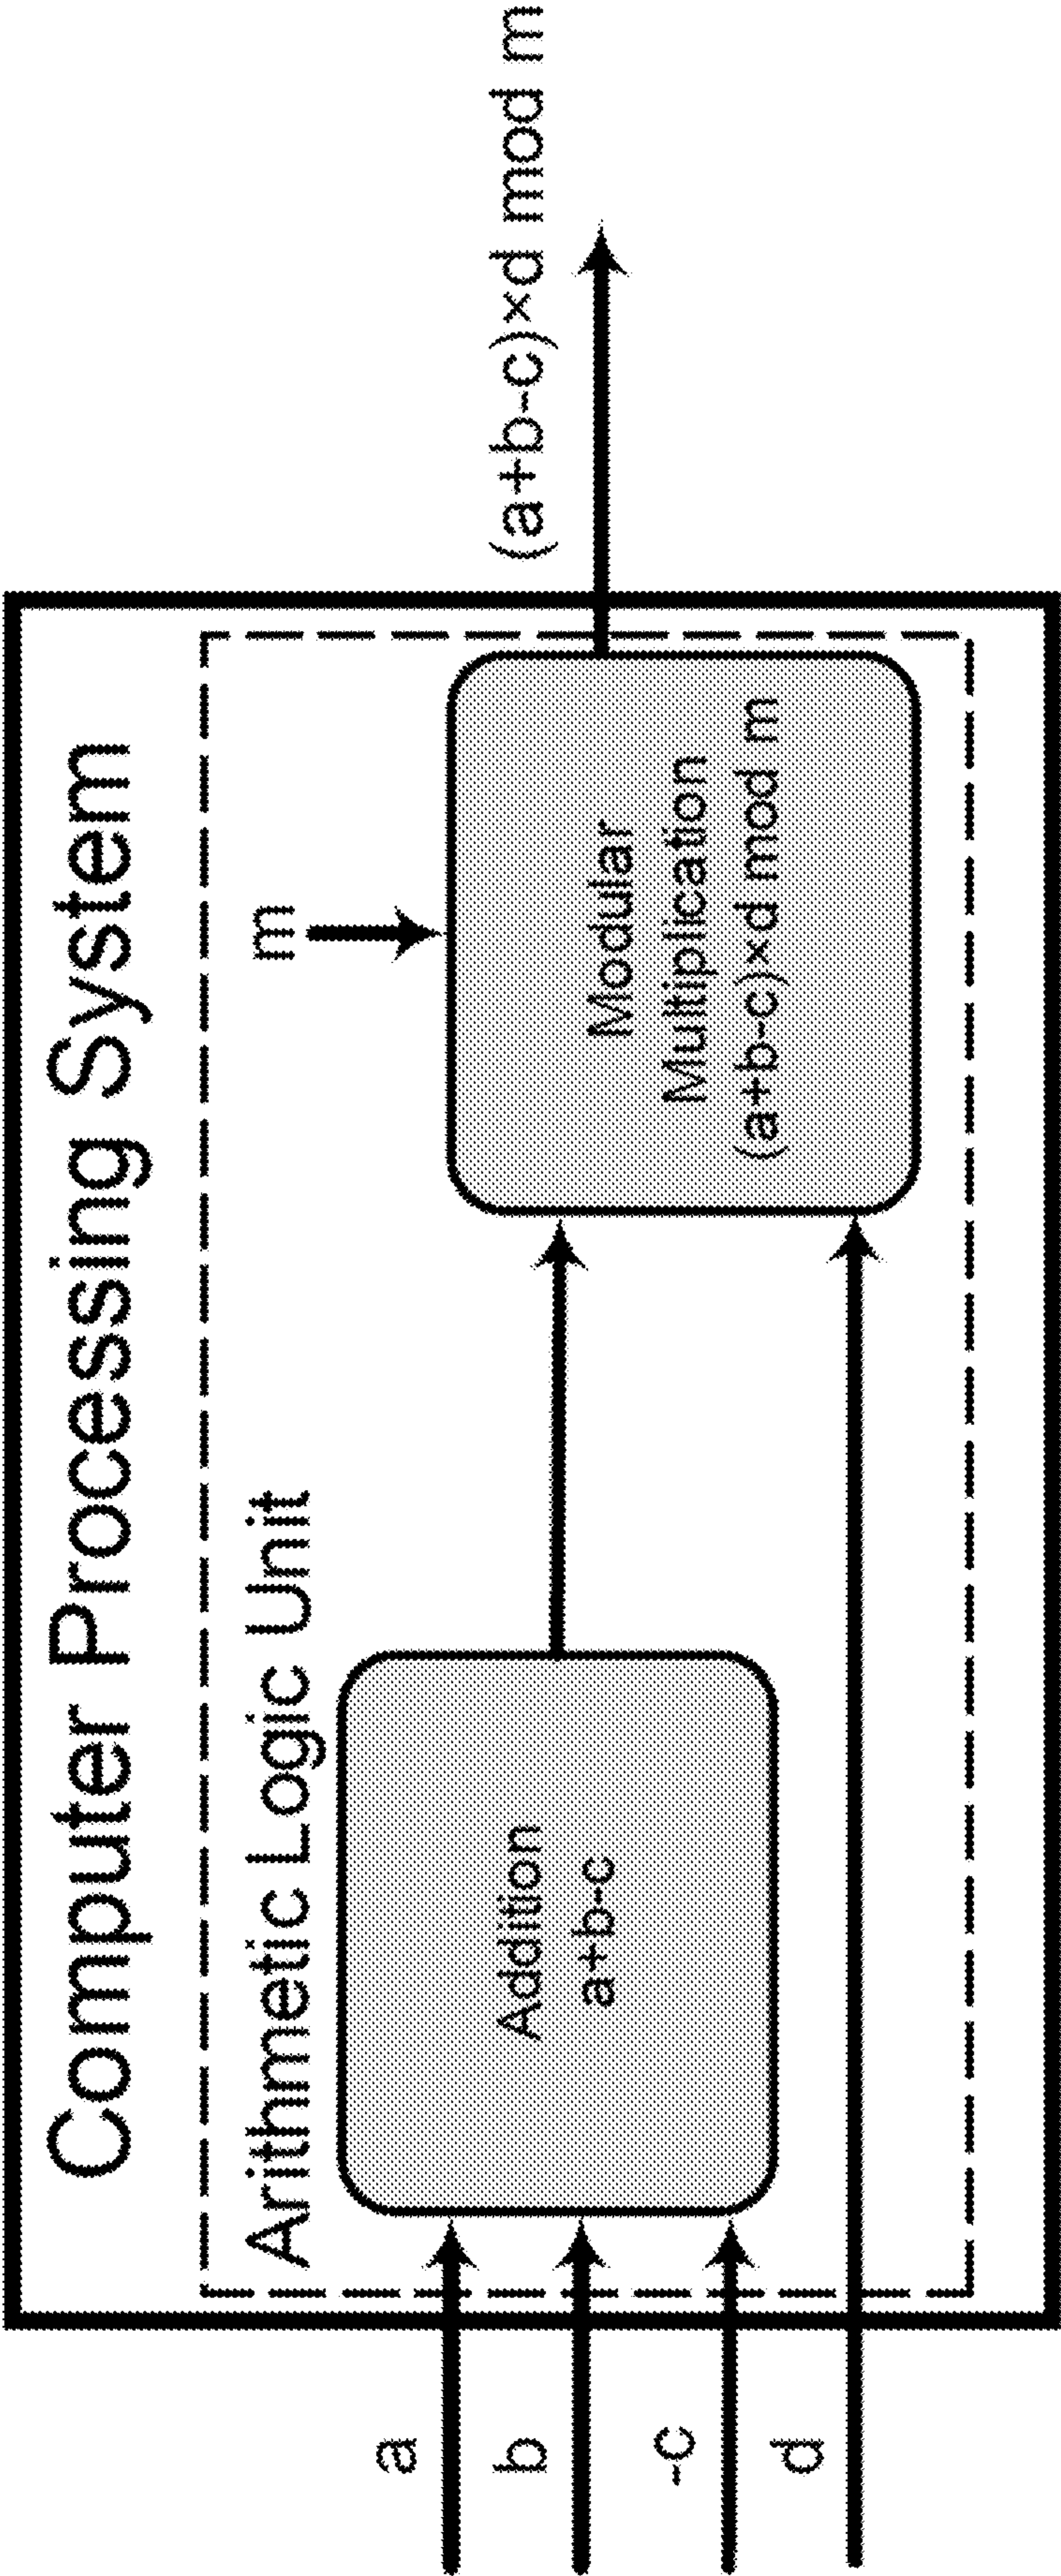 Computer Processing System
Arithmetic Logic Unit
a
b
-c
d
Addition
a+b-c
m
Modular
Multiplication
(a+b-c)×d mod m
(a+b-c)×d mod m